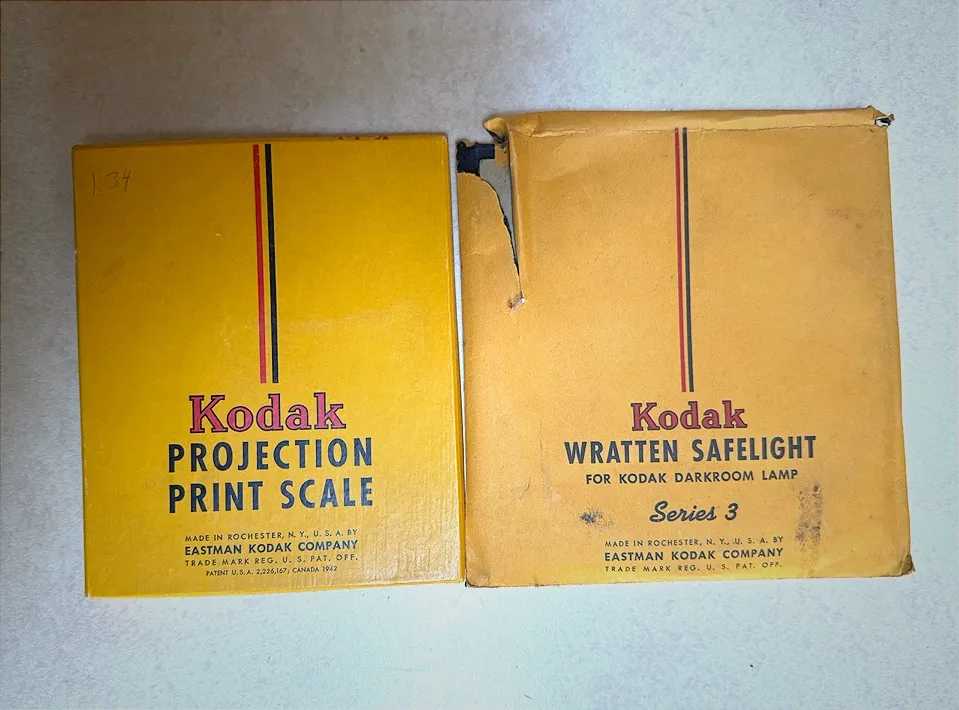 1.34
Kodak
PROJECTION
PRINT SCALE
MADE IN ROCHESTER, N. Y., U. S. A. BY
EASTMAN KODAK COMPANY
TRADE MARK REG. U. S. PAT. OFF.
PATENT U.S.A. 2,226,167; CANADA 1942
Kodak
WRATTEN SAFELIGHT
FOR KODAK DARKROOM LAMP
Series 3
MADE IN ROCHESTER, N. Y., U. S. A. BY
EASTMAN KODAK COMPANY
TRADE MARK REG. U. S. PAT. OFF.